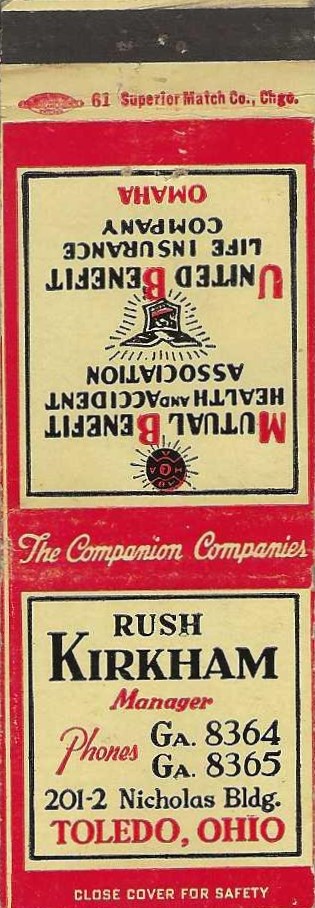 61 Superior Match Co., Chgo.
MUTUAL BENEFIT
HEALTH AND ACCIDENT
ASSOCIATION
UNITED BENEFIT
LIFE INSURANCE
COMPANY
OMAHA
The Companion Companies
RUSH
KIRKHAM
Manager
Phones GA. 8364
GA. 8365
201-2 Nicholas Bldg.
TOLEDO, OHIO
CLOSE COVER FOR SAFETY